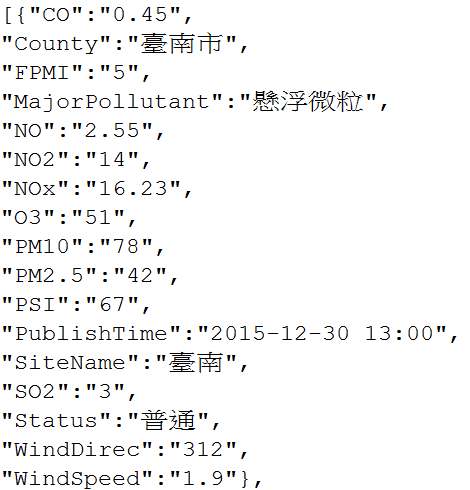 [{"CO":"0.45",
"County":"臺南市",
"FPMI":"5",
"MajorPollutant":"懸浮微粒",
"NO":"2.55",
"NO2":"14",
"NOx":"16.23",
"O3":"51",
"PM10":"78",
"PM2.5":"42",
"PSI":"67",
"PublishTime":"2015-12-30 13:00",
"SiteName":"臺南",
"SO2":"3",
"Status":"普通",
"WindDirec":"312",
"WindSpeed":"1.9"},